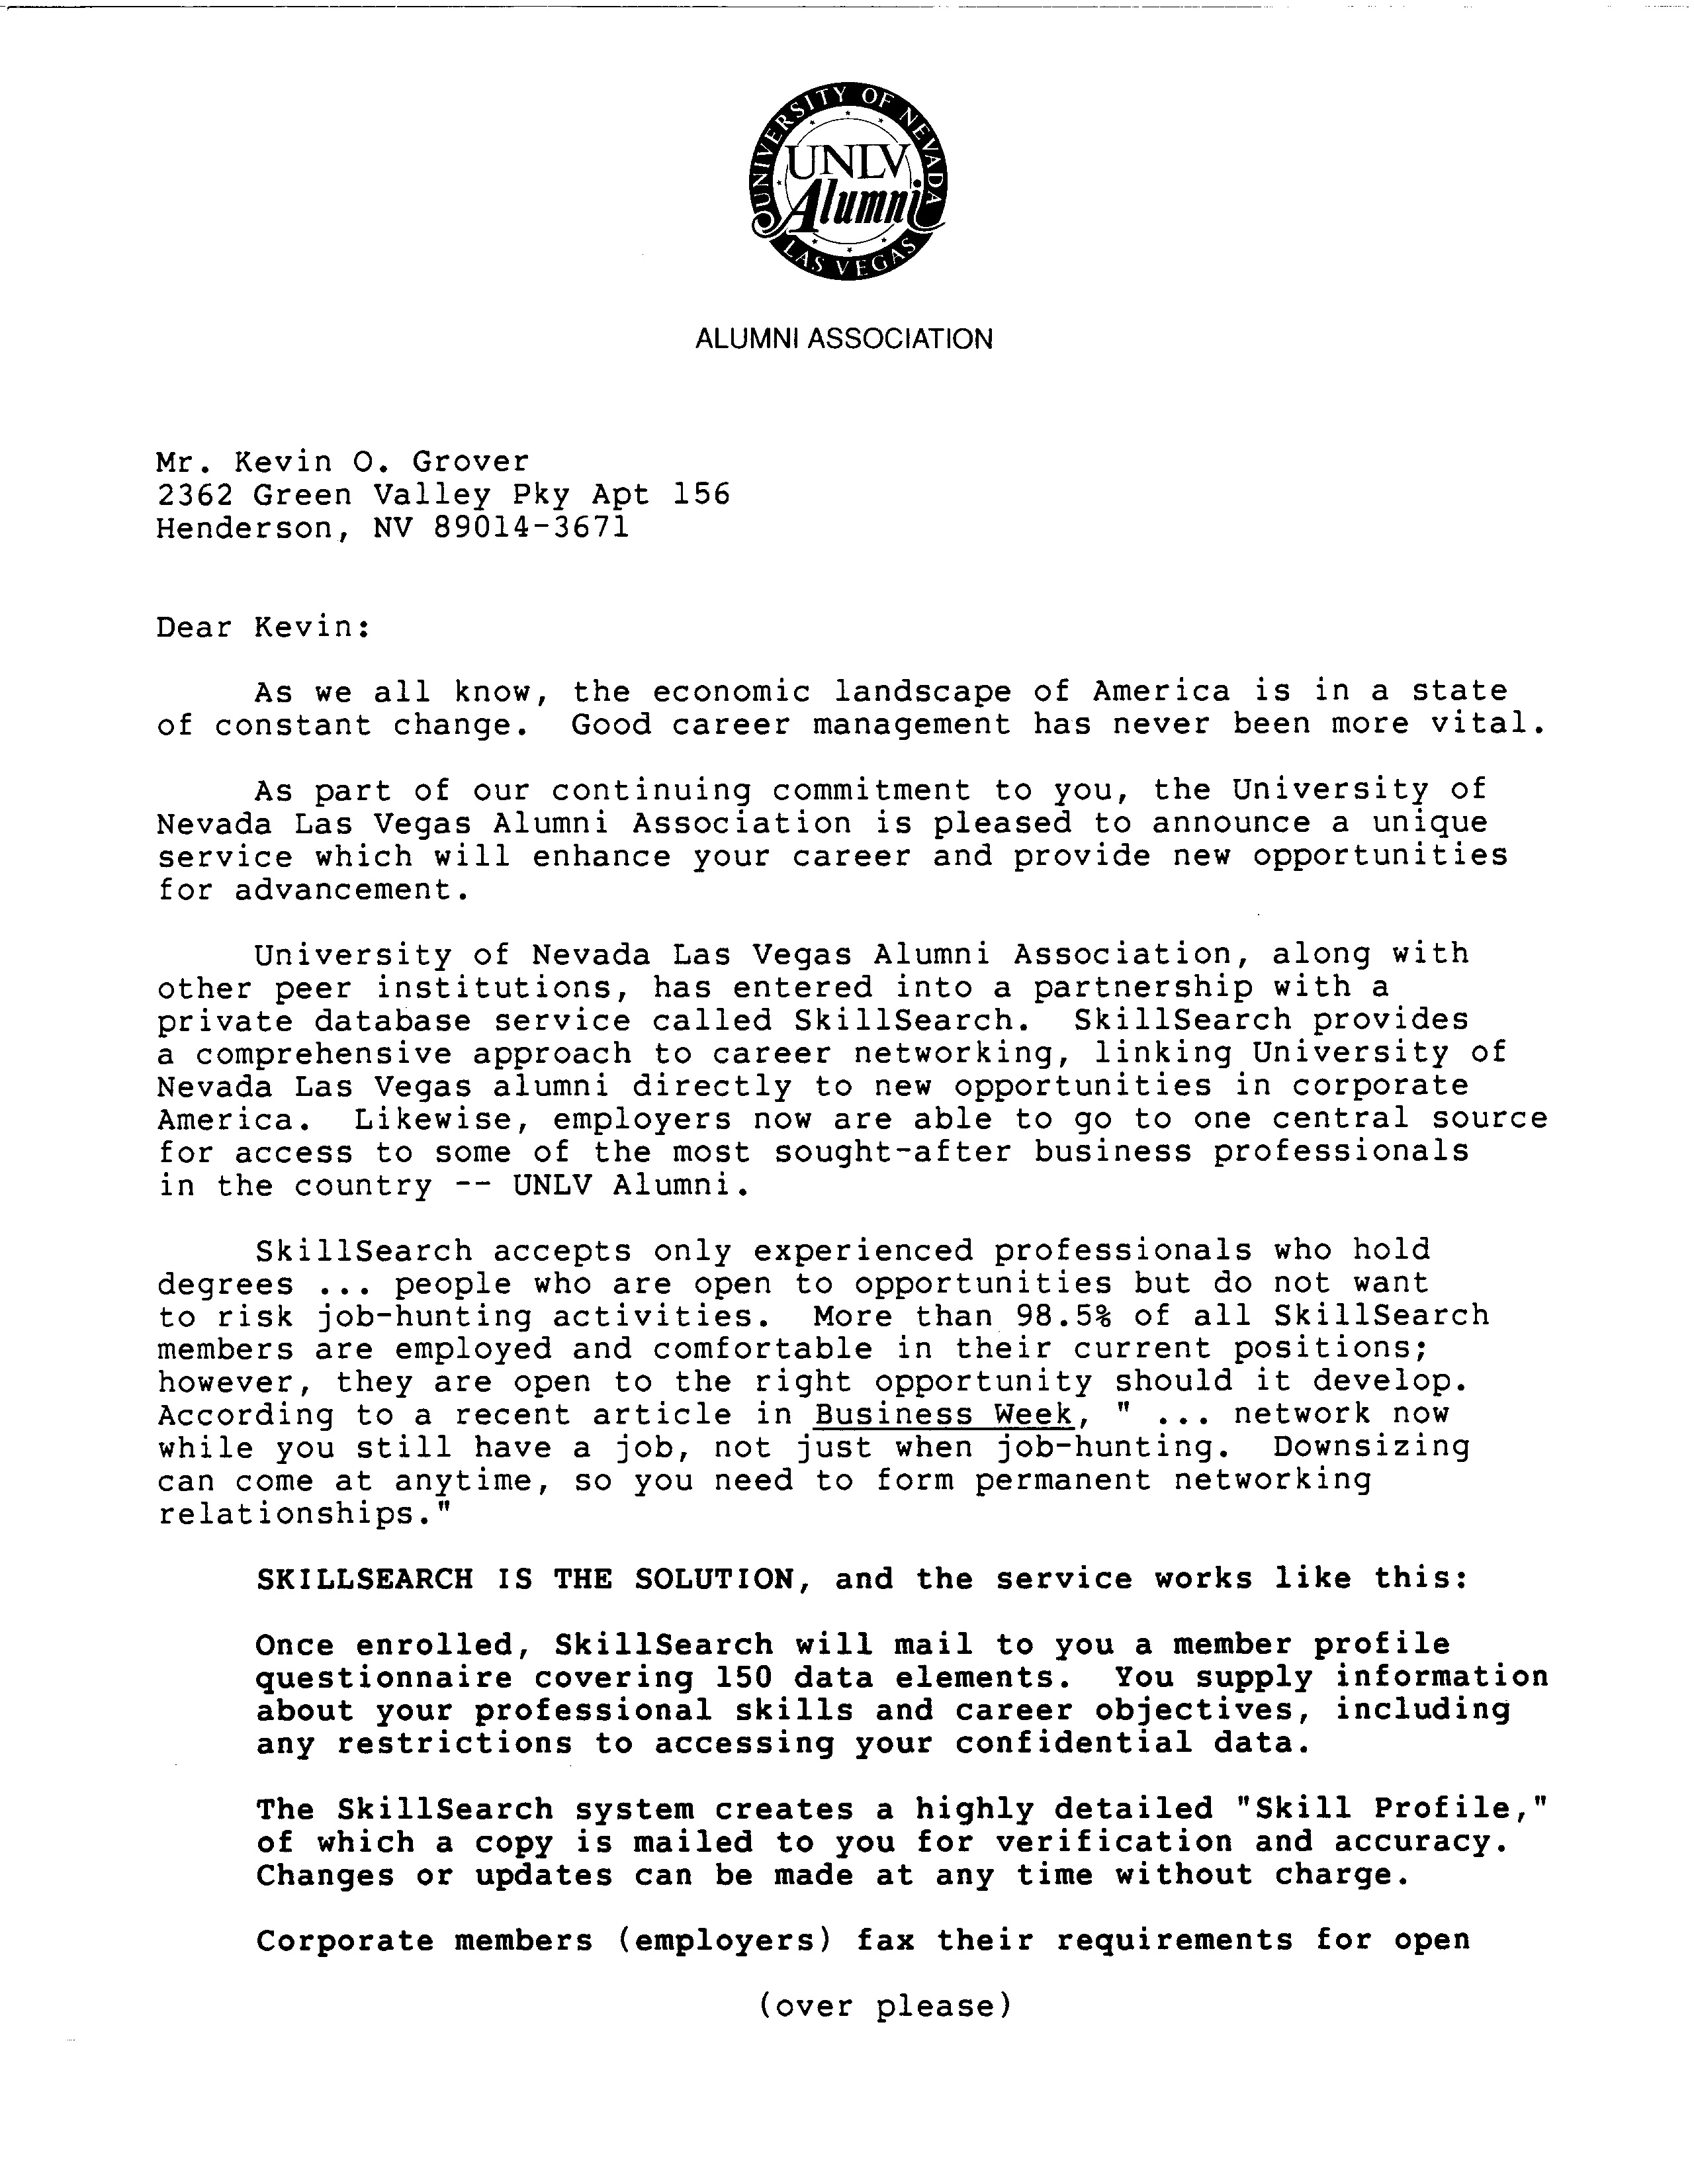 UNIVERSITY OF NEVADA
UNLV
Alumni
LAS VEGAS
ALUMNI ASSOCIATION
Mr. Kevin O. Grover
2362 Green Valley Pky Apt 156
Henderson, NV 89014-3671
Dear Kevin:
As we all know, the economic landscape of America is in a state
of constant change.  Good career management has never been more vital.
As part of our continuing commitment to you, the University of
Nevada Las Vegas Alumni Association is pleased to announce a unique
service which will enhance your career and provide new opportunities
for advancement.
University of Nevada Las Vegas Alumni Association, along with
other peer institutions, has entered into a partnership with a
private database service called SkillSearch.  SkillSearch provides
a comprehensive approach to career networking, linking University of
Nevada Las Vegas alumni directly to new opportunities in corporate
America.  Likewise, employers now are able to go to one central source
for access to some of the most sought-after business professionals
in the country -- UNLV Alumni.
SkillSearch accepts only experienced professionals who hold
degrees ... people who are open to opportunities but do not want
to risk job-hunting activities.  More than 98.5% of all SkillSearch
members are employed and comfortable in their current positions;
however, they are open to the right opportunity should it develop.
According to a recent article in Business Week, " ... network now
while you still have a job, not just when job-hunting.  Downsizing
can come at anytime, so you need to form permanent networking
relationships."
SKILLSEARCH IS THE SOLUTION, and the service works like this:
Once enrolled, SkillSearch will mail to you a member profile
questionnaire covering 150 data elements.  You supply information
about your professional skills and career objectives, including
any restrictions to accessing your confidential data.
The SkillSearch system creates a highly detailed "Skill Profile,"
of which a copy is mailed to you for verification and accuracy.
Changes or updates can be made at any time without charge.
Corporate members (employers) fax their requirements for open
(over please)